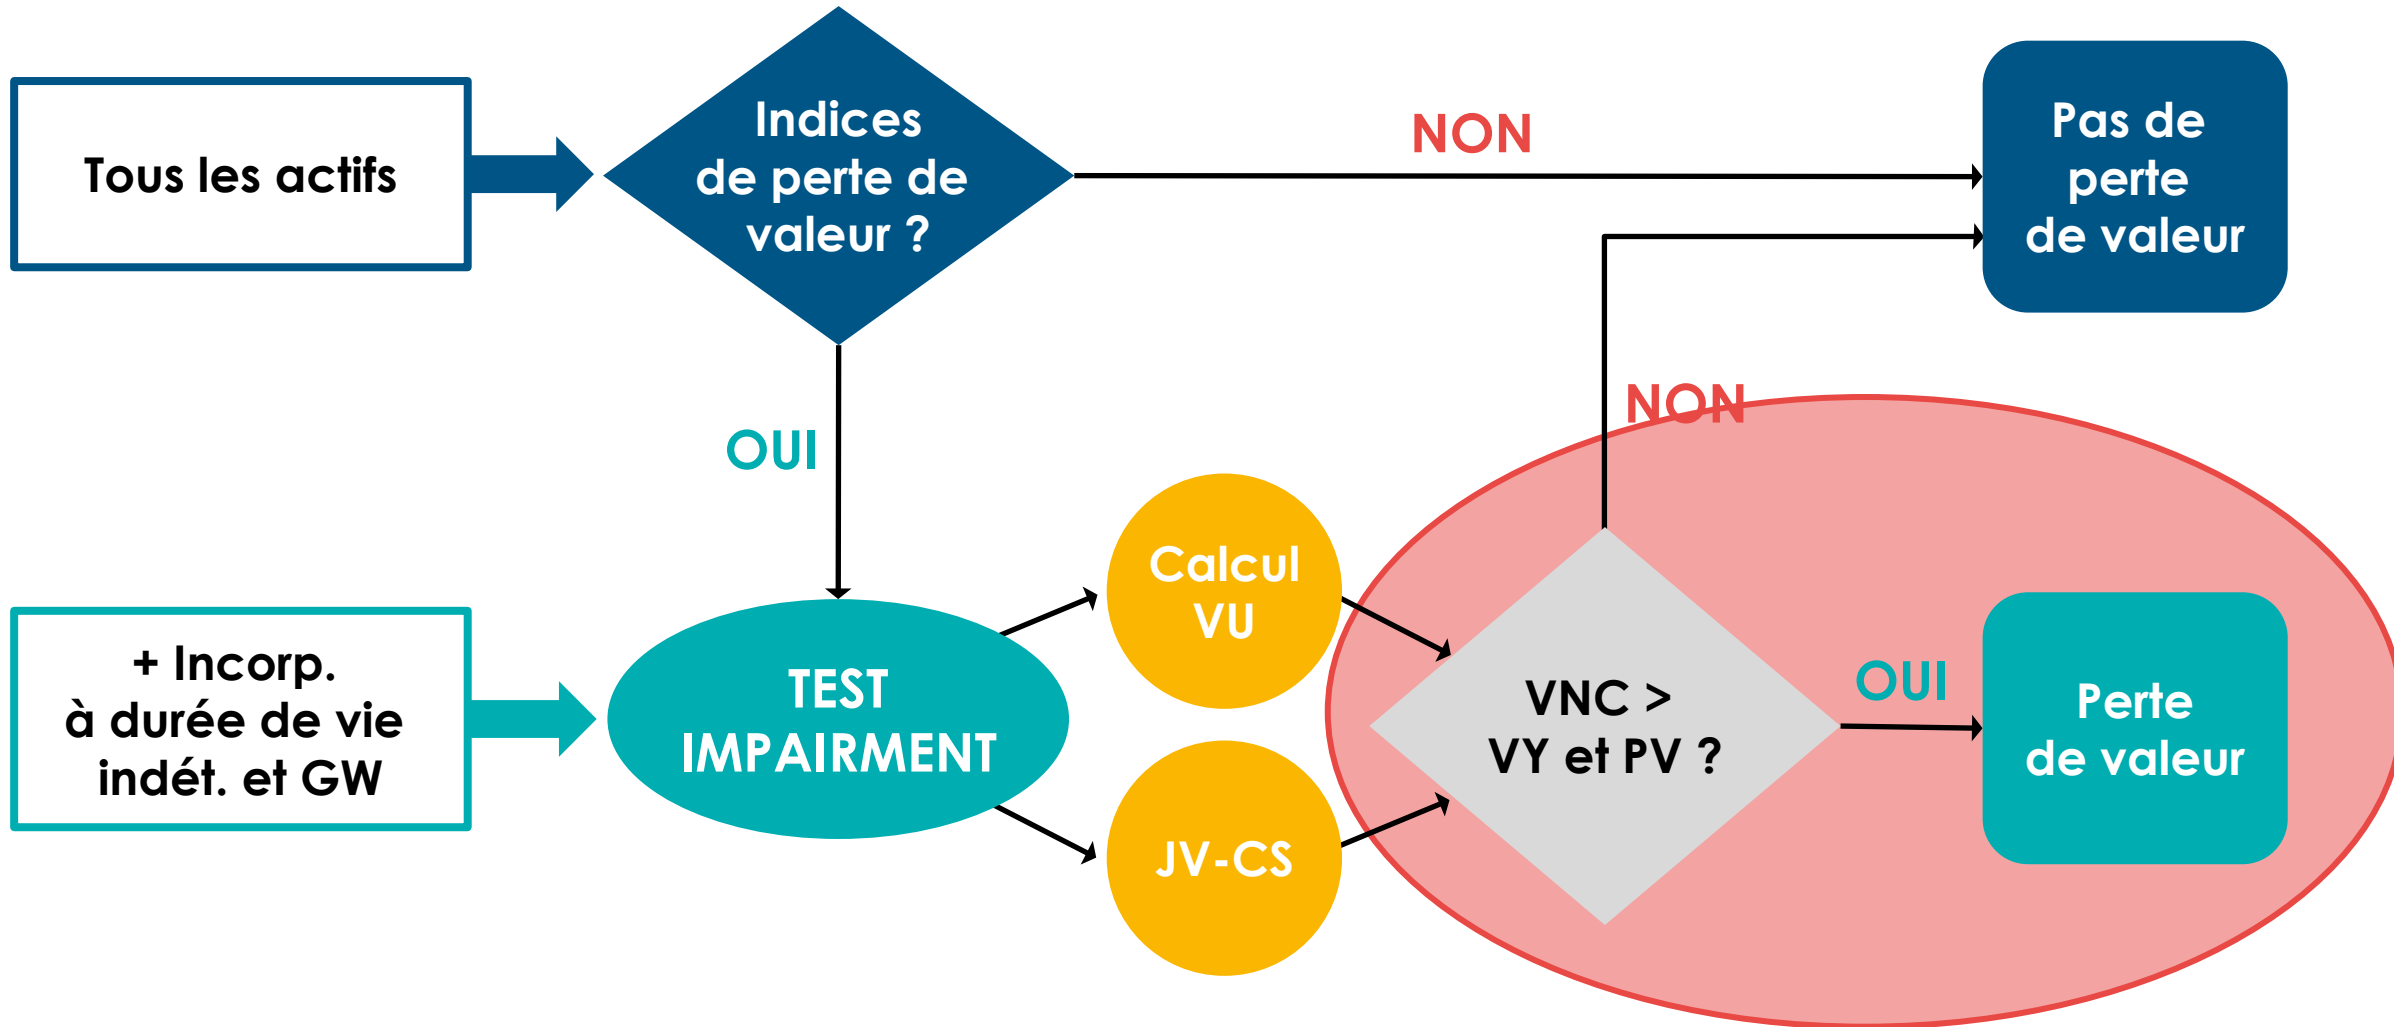 Tous les actifs
Indices
de perte de
valeur ?
NON
Pas de
perte
de valeur
OUI
NON
+ Incorp.
à durée de vie
indét. et GW
TEST
IMPAIRMENT
Calcul
VU
JV-CS
VNC >
VY et PV ?
OUI
Perte
de valeur